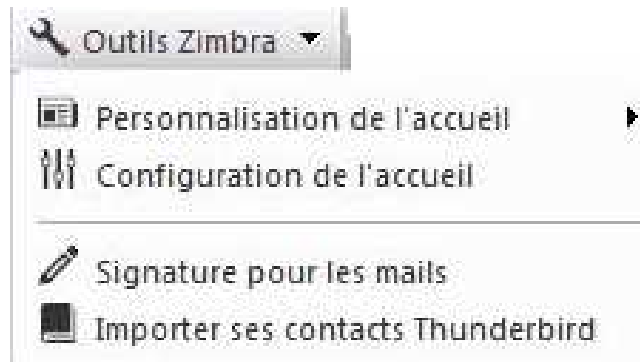 Outils Zimbra
Personnalisation de l'accueil
Configuration de l'accueil
Signature pour les mails
Importer ses contacts Thunderbird